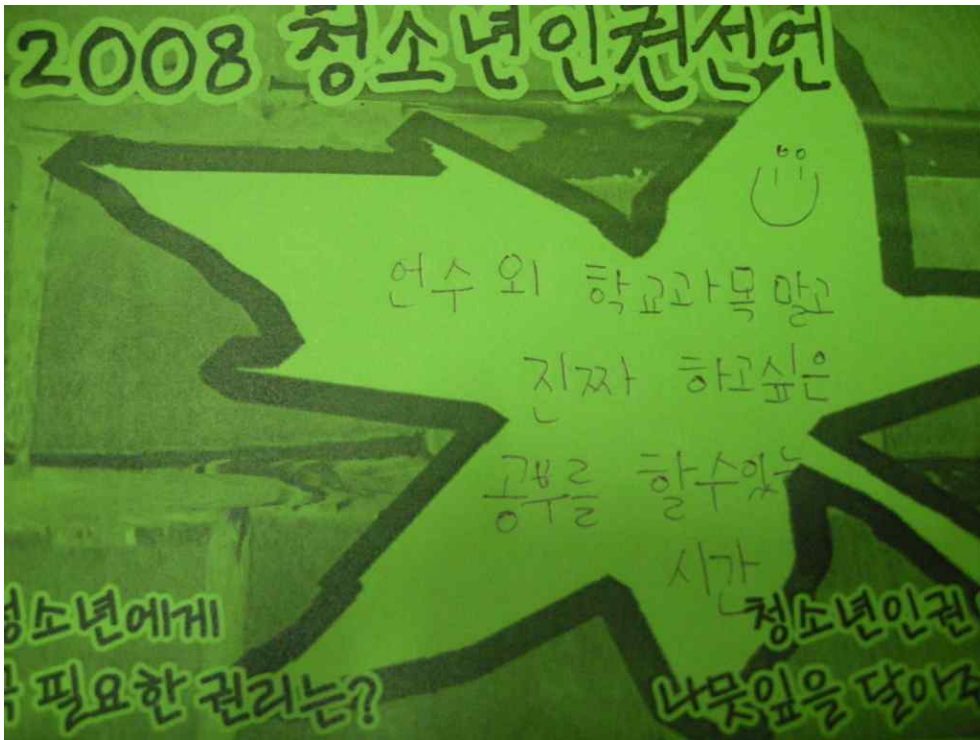 2008 청소년인권선언
언수외 학교과목말고
진짜 하고싶은
공부를 할수있는
시간
청소년에게
필요한 권리는?
청소년인권
나뭇잎을